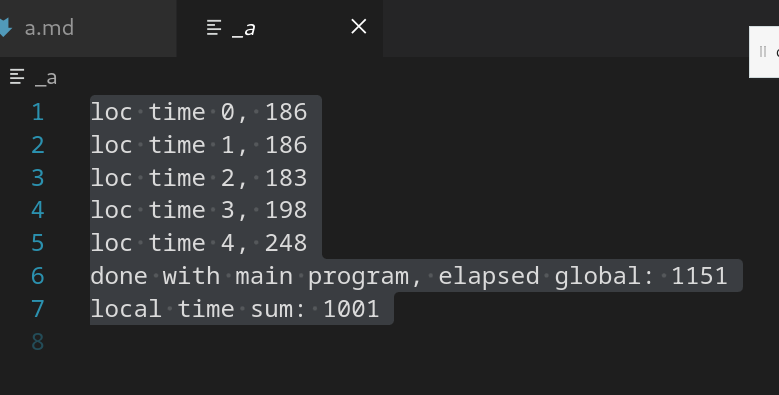 a.md
_a
_a
1 loc time 0, 186
2 loc time 1, 186
3 loc time 2, 183
4 loc time 3, 198
5 loc time 4, 248
6 done with main program, elapsed global: 1151
7 local time sum: 1001
8